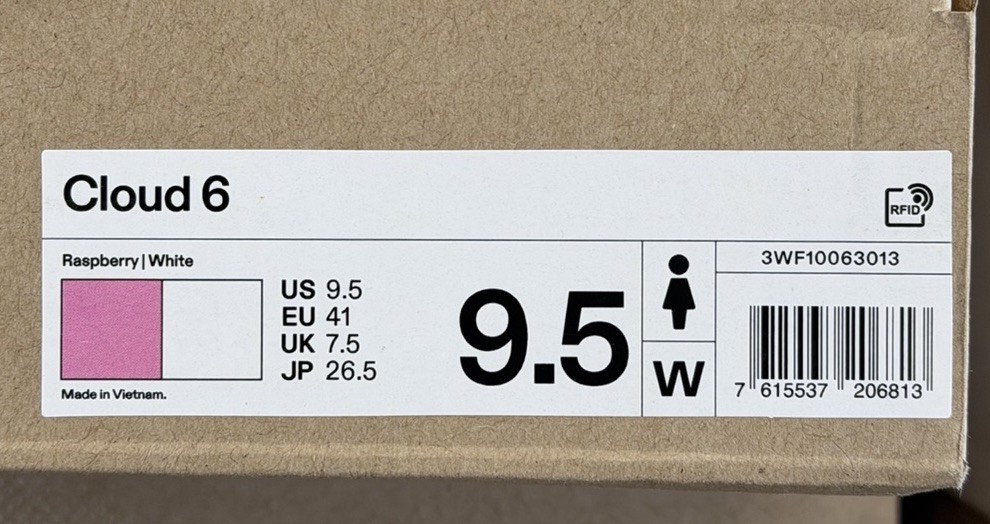 Cloud 6
RFID
Raspberry | White
US 9.5
EU 41
UK 7.5
JP 26.5
Made in Vietnam.
9.5
W
3WF10063013
7 615537 206813